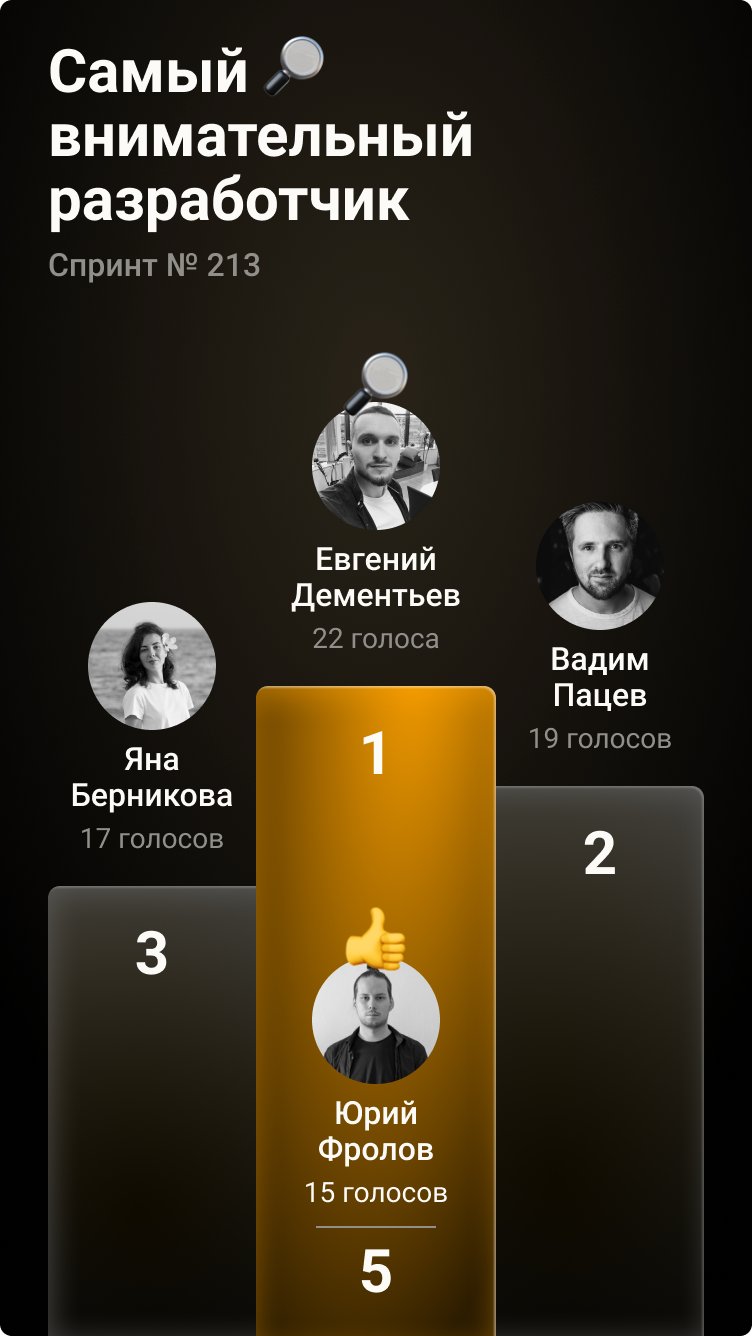 Самый
внимательный
разработчик
Спринт № 213
Евгений
Дементьев
22 голоса
Вадим
Пацев
19 голосов
Яна
Берникова
17 голосов
1
2
3
Юрий
Фролов
15 голосов
5